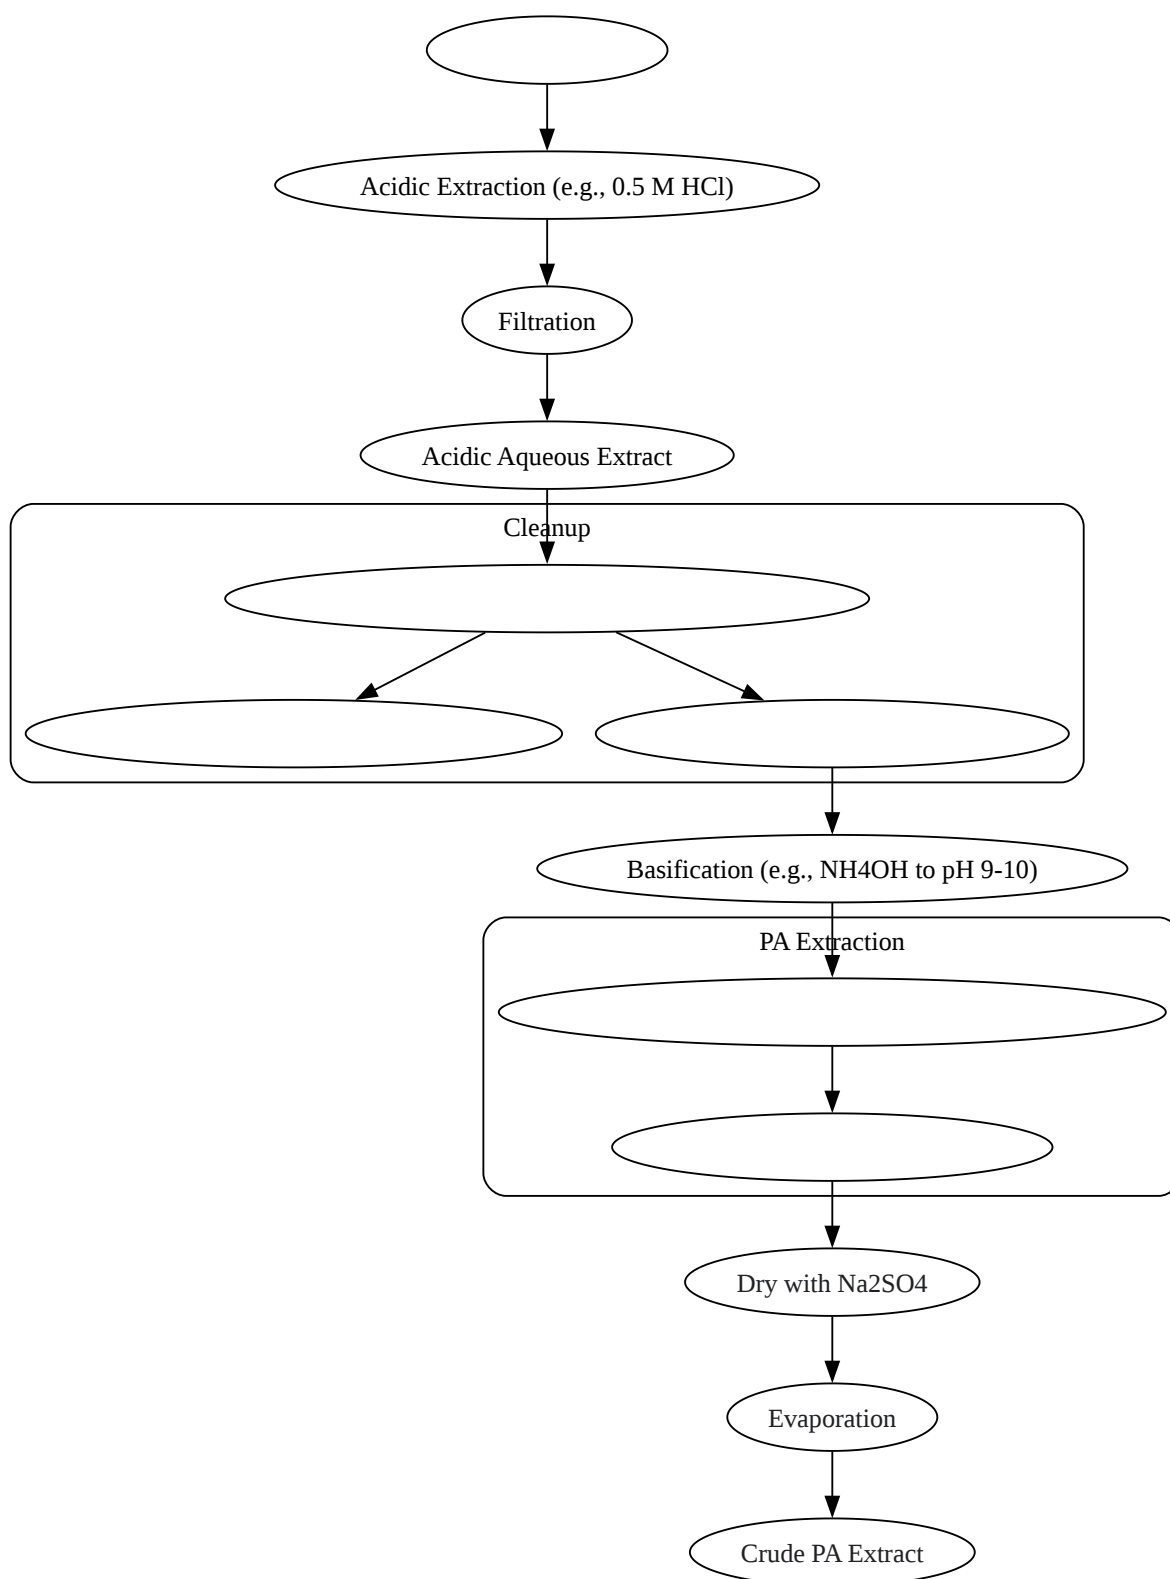 Acidic Extraction (e.g., 0.5 M HCl)
Filtration
Acidic Aqueous Extract
Cleanup
Basification (e.g., NH4OH to pH 9-10)
PA Extraction
Dry with Na2SO4
Evaporation
Crude PA Extract